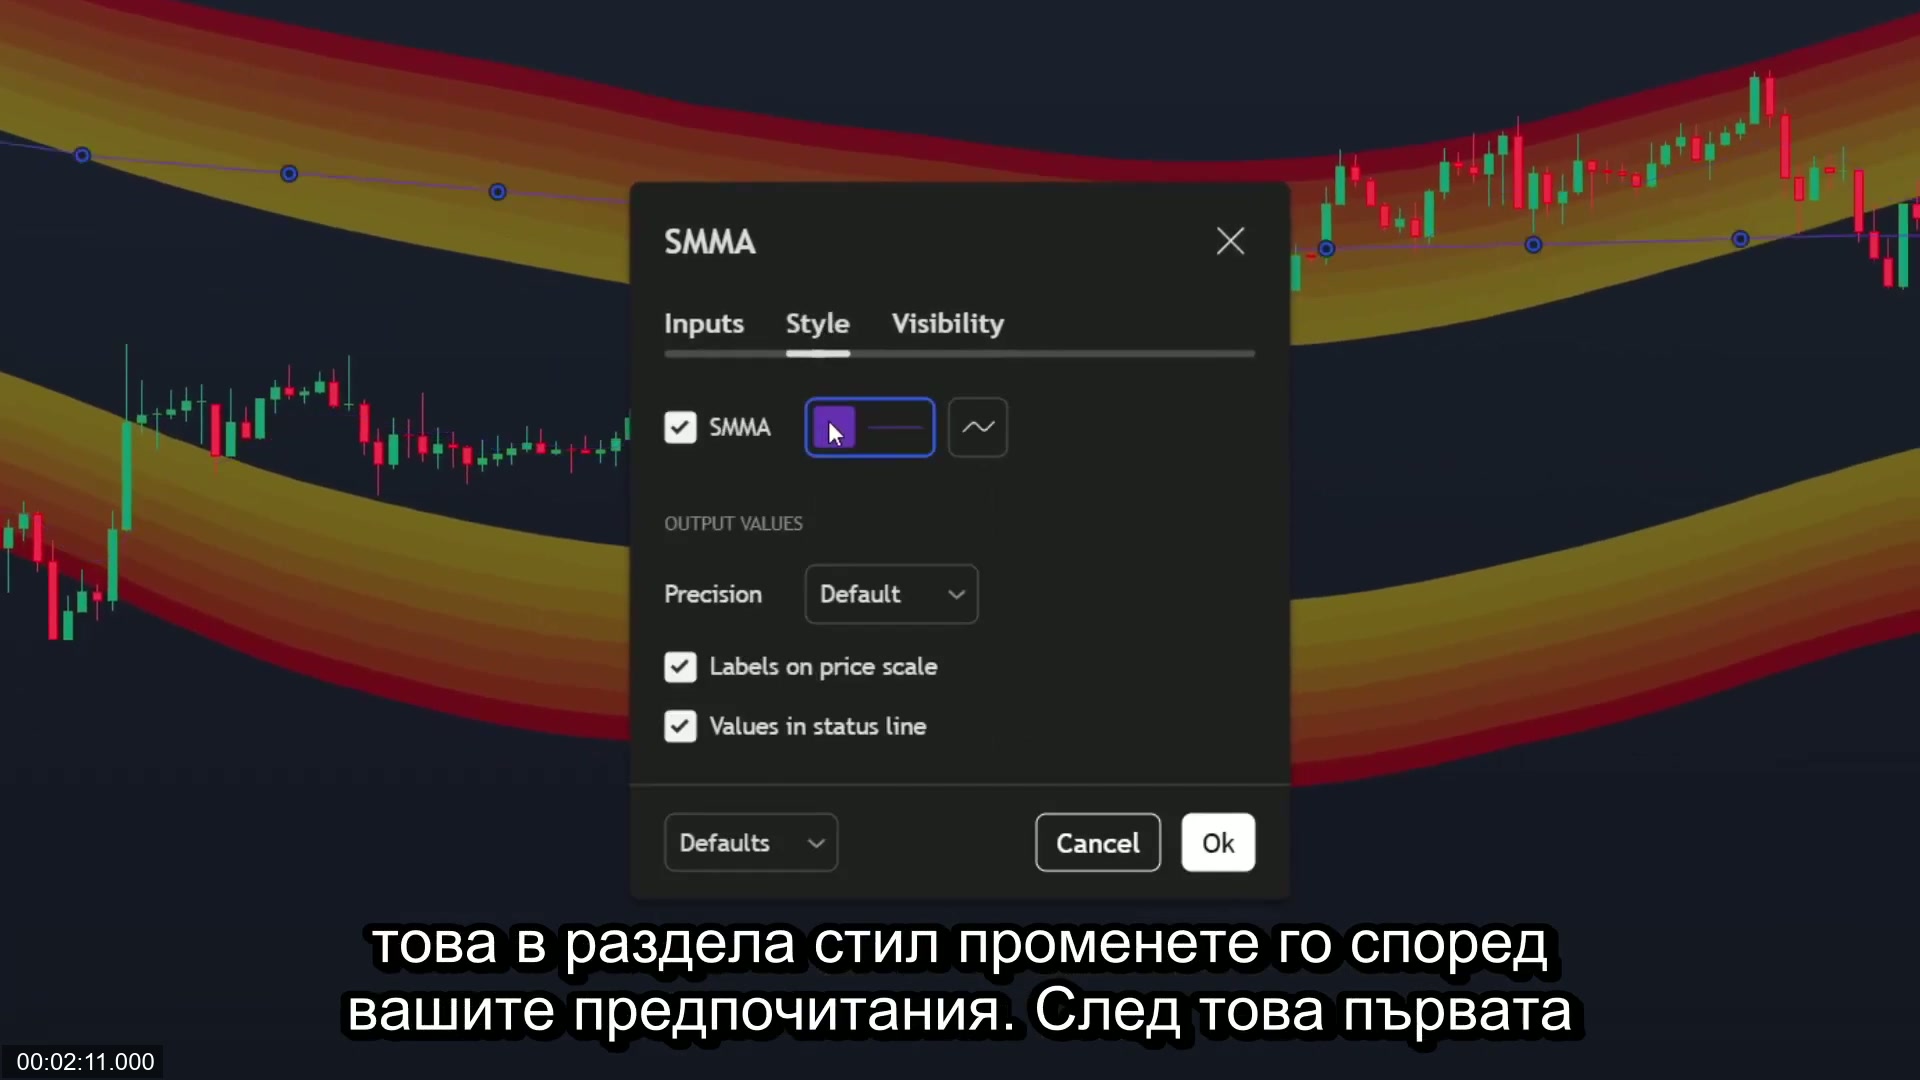 SMMA
Inputs Style Visibility
SMMA
OUTPUT VALUES
Precision Default
Labels on price scale
Values in status line
Defaults Cancel Ok
това в раздела стил променете го според
вашите предпочитания. След това първата
00:02:11.000